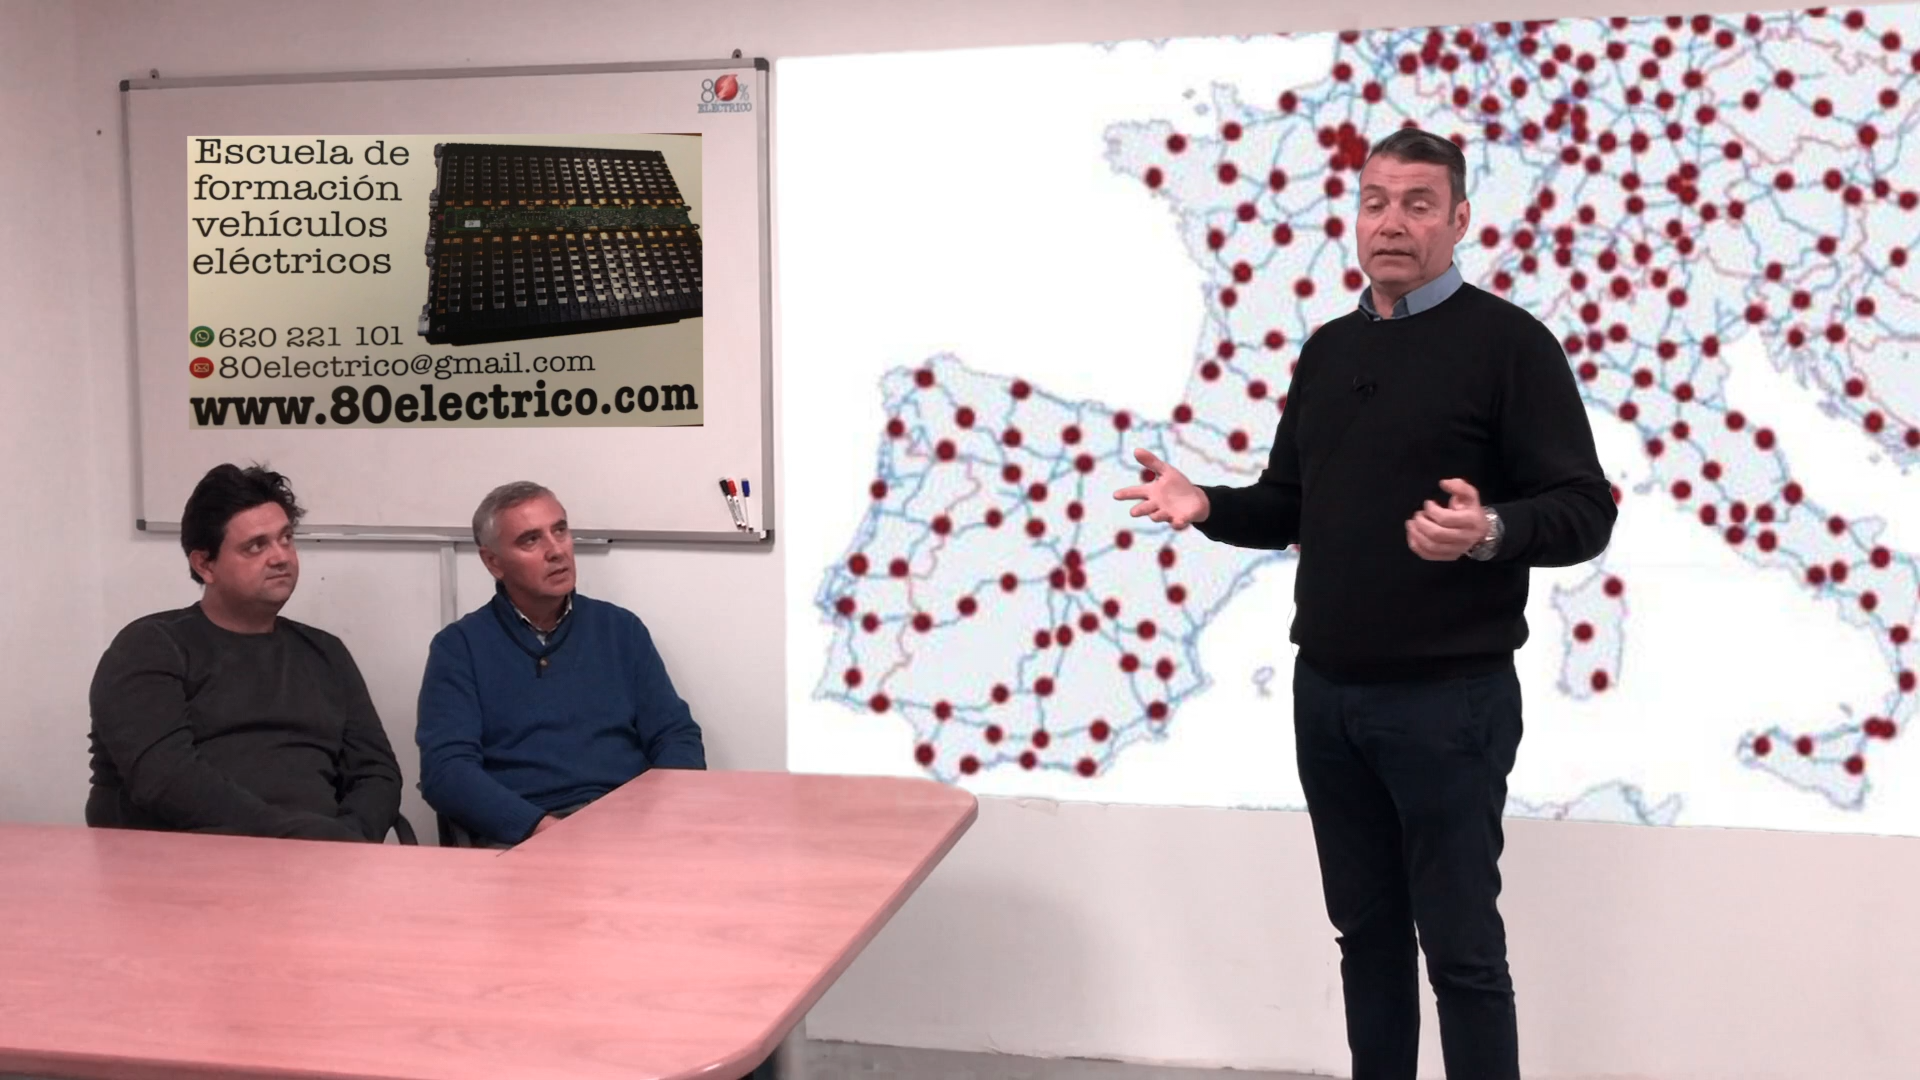 80%
ELÉCTRICO
Escuela de
formación
vehículos
eléctricos
620 221 101
80electrico@gmail.com
www.80electrico.com